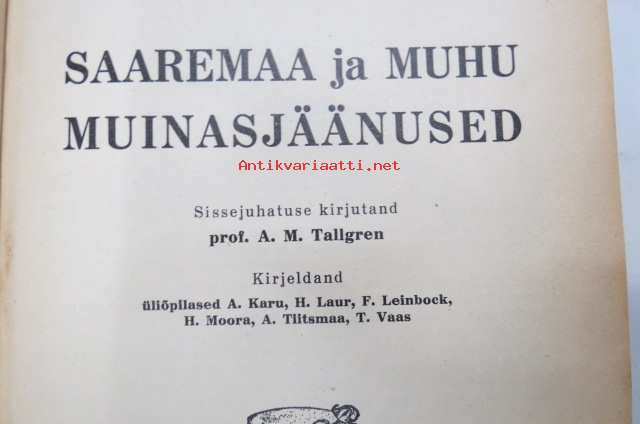 SAAREMAA ja MUHU
MUINASJÄÄNUSED
Antikvariaatti.net
Sissejuhatuse kirjutand
prof. A. M. Tallgren
Kirjeldand
üliõpilased A. Karu, H. Laur, F. Leinbock,
H. Moora, A. Tiitsmaa, T. Vaas